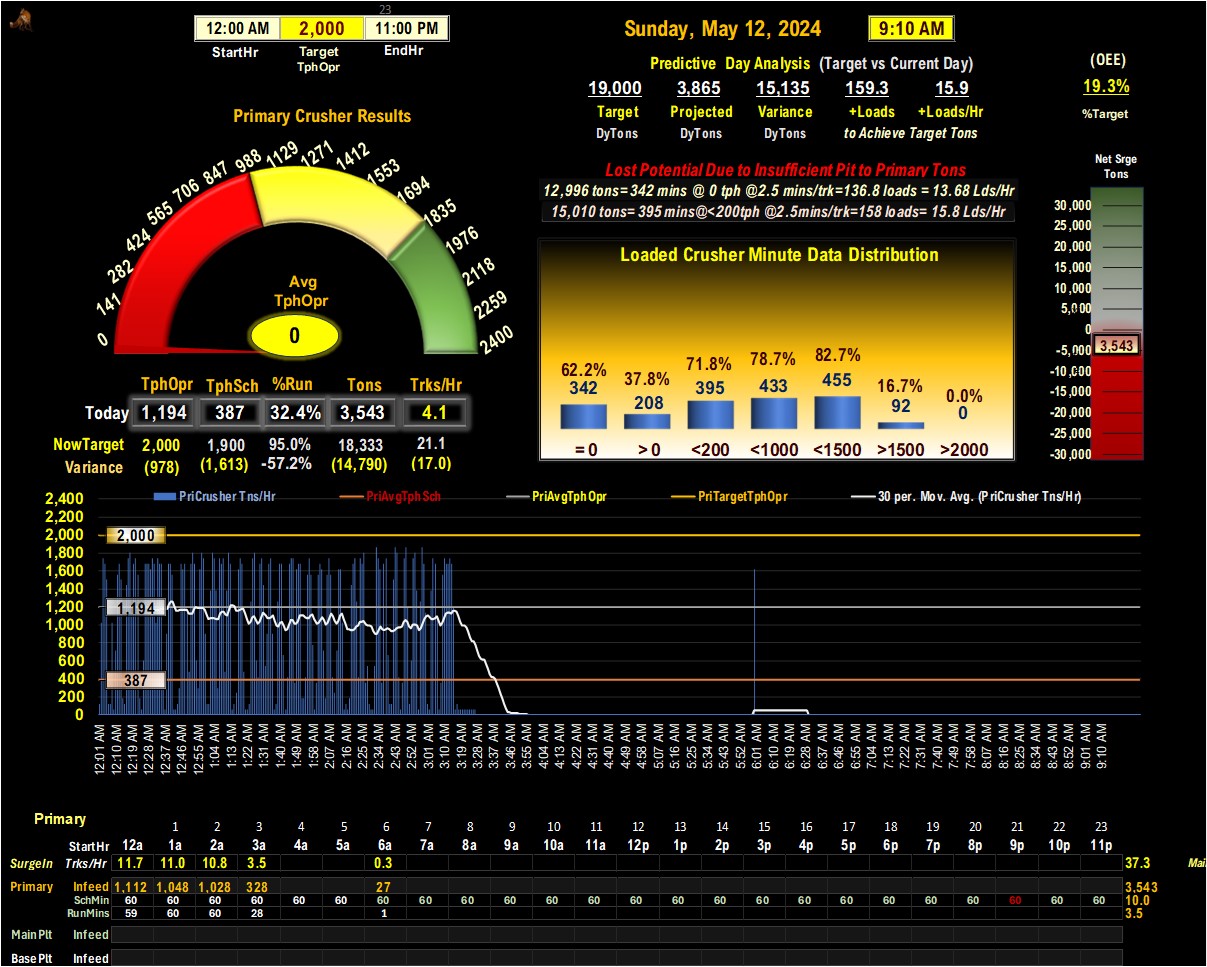 23
12:00 AM 2,000 11:00 PM
StartHr Target TphOpr EndHr
Sunday, May 12, 2024 9:10 AM
Predictive Day Analysis (Target vs Current Day)
19,000 3,865 15,135 159.3 15.9
Target Projected Variance +Loads +Loads/Hr
DyTons DyTons DyTons to Achieve Target Tons
(OEE)
19.3%
%Target
Primary Crusher Results
0 141 282 424 565 706 847 988 1129 1271 1412 1553 1694 1835 1976 2118 2259 2400
Avg
TphOpr
0
Lost Potential Due to Insufficient Pit to Primary Tons
12,996 tons=342 mins @ 0 tph @2.5 mins/trk=136.8 loads = 13.68 Lds/Hr
15,010 tons= 395 mins@<200tph @2.5mins/trk=158 loads= 15.8 Lds/Hr
Loaded Crusher Minute Data Distribution
62.2% 37.8% 71.8% 78.7% 82.7% 16.7% 0.0%
342 208 395 433 455 92 0
=0 >0 <200 <1000 <1500 >1500 >2000
Net Srge
Tons
30,000
25,000
20,000
15,000
10,000
5,000
0
-5,000
3,543
-10,000
-15,000
-20,000
-25,000
-30,000
TphOpr TphSch %Run Tons Trks/Hr
Today 1,194 387 32.4% 3,543 4.1
NowTarget 2,000 1,900 95.0% 18,333 21.1
Variance (978) (1,613) -57.2% (14,790) (17.0)
PriCrusher Tns/Hr PriAvgTphSch PriAvgTphOpr PriTargetTphOpr 30 per. Mov. Avg. (PriCrusher Tns/Hr)
2,400
2,200
2,000
1,800
1,600
1,400
1,200
1,000
800
600
400
200
0
2,000
1,194
387
12:01 AM 12:10 AM 12:19 AM 12:28 AM 12:37 AM 12:46 AM 12:55 AM 1:04 AM 1:13 AM 1:22 AM 1:31 AM 1:40 AM 1:49 AM 1:58 AM 2:07 AM 2:16 AM 2:25 AM 2:34 AM 2:43 AM 2:52 AM 3:01 AM 3:10 AM 3:19 AM 3:28 AM 3:37 AM 3:46 AM 3:55 AM 4:04 AM 4:13 AM 4:22 AM 4:31 AM 4:40 AM 4:49 AM 4:58 AM 5:07 AM 5:16 AM 5:25 AM 5:34 AM 5:43 AM 5:52 AM 6:01 AM 6:10 AM 6:19 AM 6:28 AM 6:37 AM 6:46 AM 6:55 AM 7:04 AM 7:13 AM 7:22 AM 7:31 AM 7:40 AM 7:49 AM 7:58 AM 8:07 AM 8:16 AM 8:25 AM 8:34 AM 8:43 AM 8:52 AM 9:01 AM 9:10 AM
Primary
1 2 3 4 5 6 7 8 9 10 11 12 13 14 15 16 17 18 19 20 21 22 23
StartHr 12a 1a 2a 3a 4a 5a 6a 7a 8a 9a 10a 11a 12p 1p 2p 3p 4p 5p 6p 7p 8p 9p 10p 11p
SurgeIn Trks/Hr 11.7 11.0 10.8 3.5 0.3 37.3 Mai
Primary Infeed 1,112 1,048 1,028 328 27 3,543
SchMin 60 60 60 60 60 60 60 60 60 60 60 60 60 60 60 60 60 60 60 60 60 60 60 60 10.0
RunMins 59 60 60 28 1 3.5
MainPlt Infeed
BasePlt Infeed